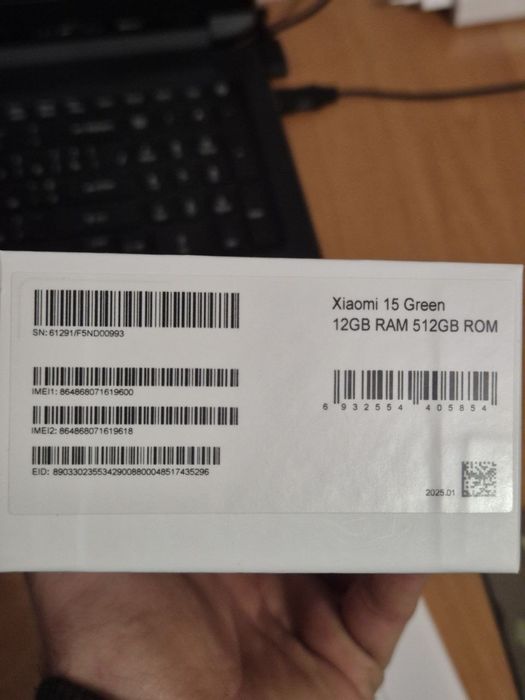 Xiaomi 15 Green
12GB RAM 512GB ROM
SN: 61291/F5ND00993
IMEI1: 864868071619600
IMEI2: 864868071619618
EID: 89033023553429008800048517435296
6 932554 405854
2025.01